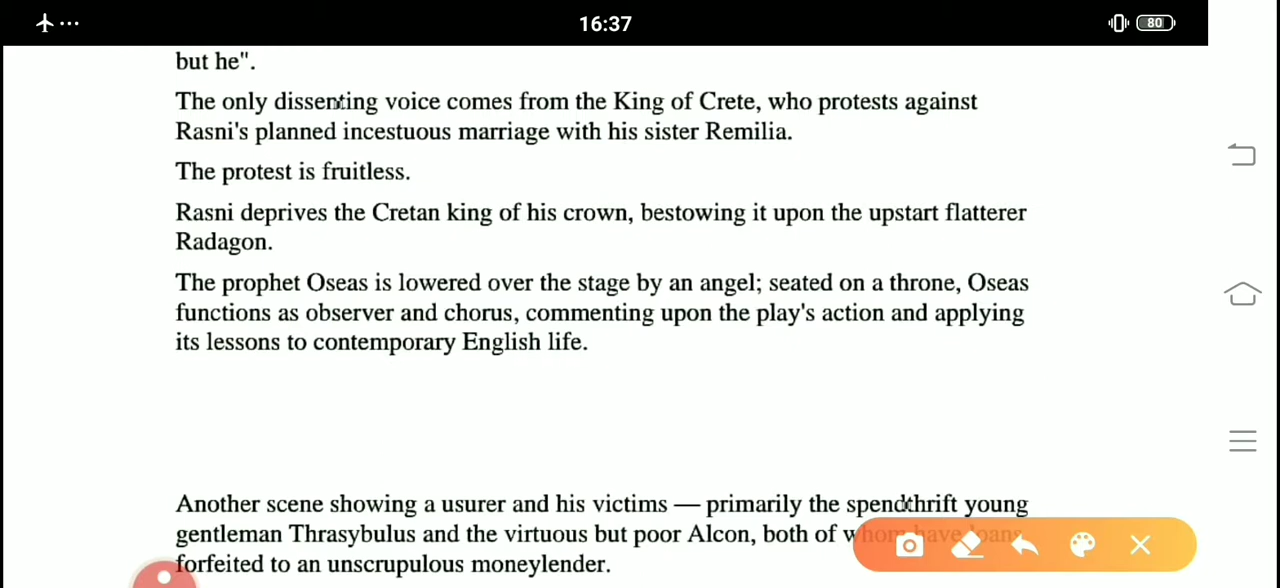 16:37
80
but he".
The only dissenting voice comes from the King of Crete, who protests against
Rasni's planned incestuous marriage with his sister Remilia.
The protest is fruitless.
Rasni deprives the Cretan king of his crown, bestowing it upon the upstart flatterer
Radagon.
The prophet Oseas is lowered over the stage by an angel; seated on a throne, Oseas
functions as observer and chorus, commenting upon the play's action and applying
its lessons to contemporary English life.
Another scene showing a usurer and his victims — primarily the spendthrift young
gentleman Thrasybulus and the virtuous but poor Alcon, both of whom have loans
forfeited to an unscrupulous moneylender.